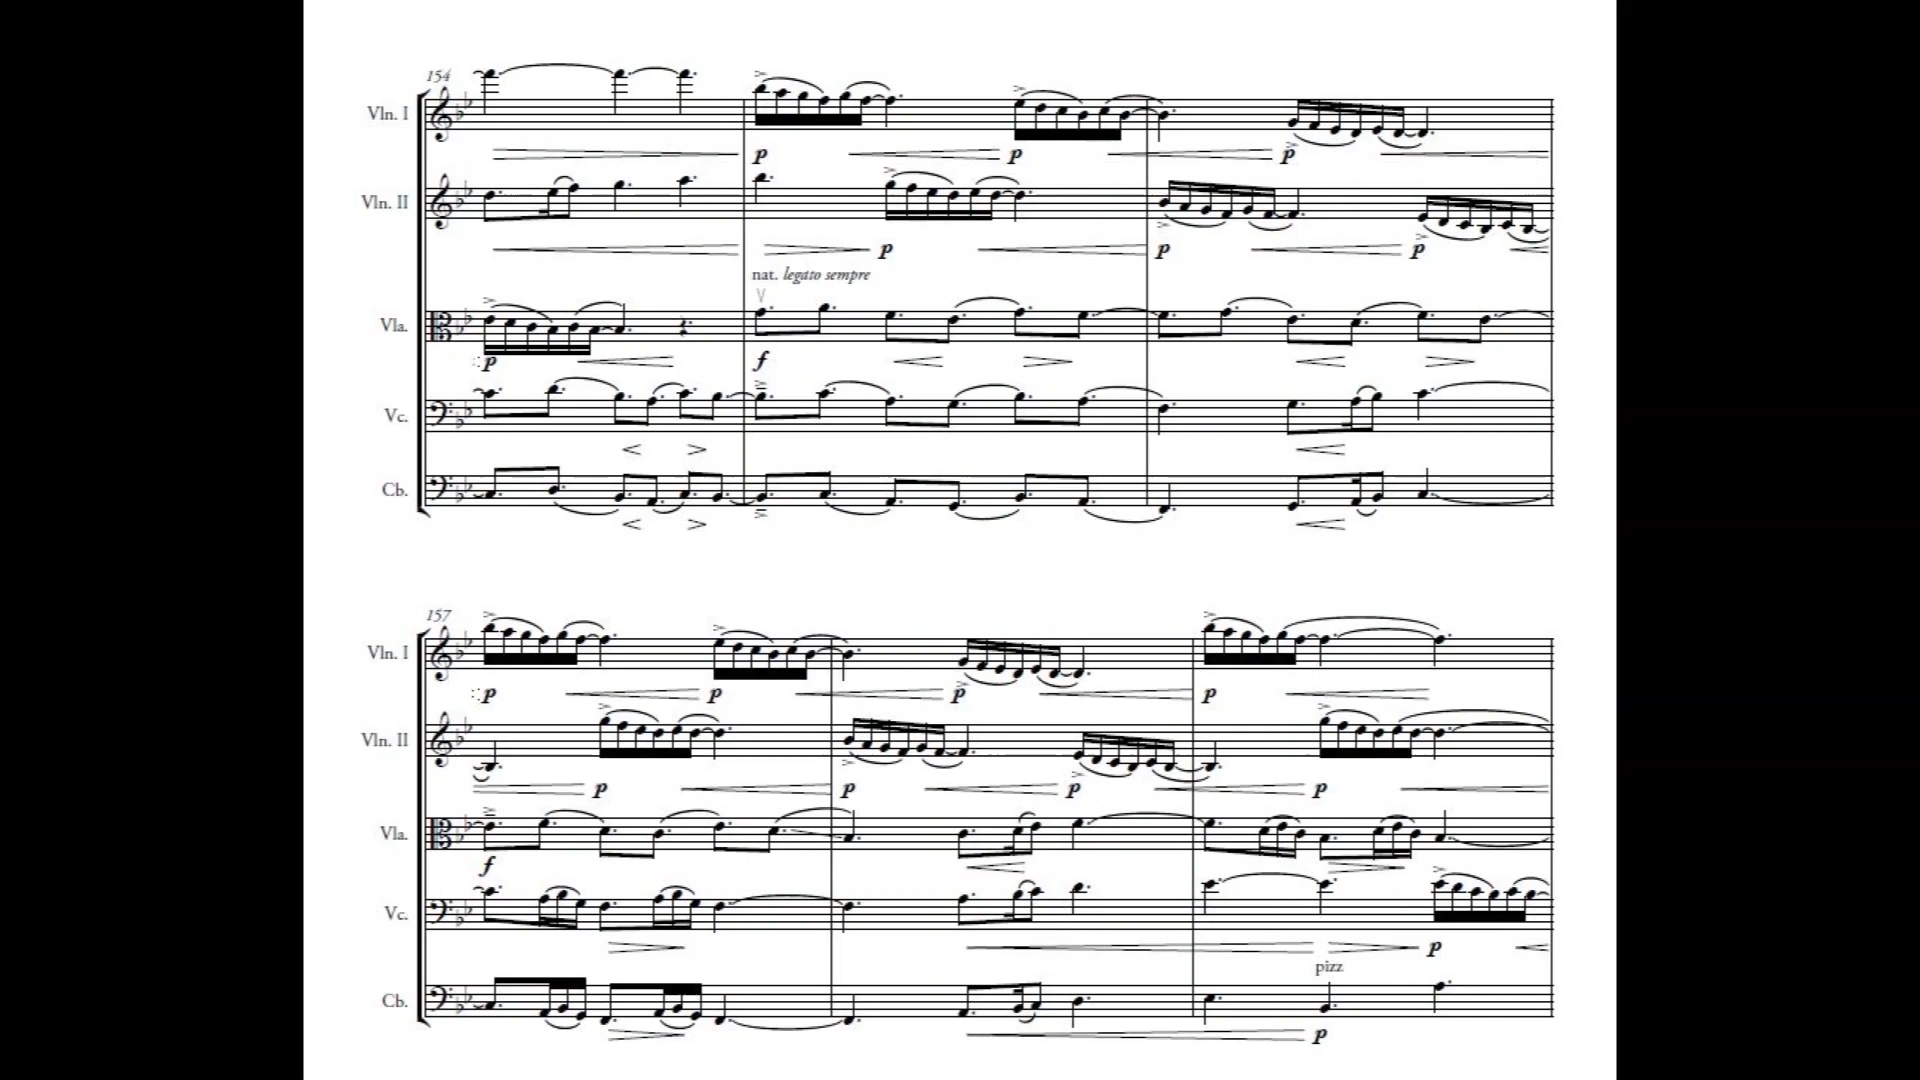 154
Vln. I
p p p
Vln. II
p p p
nat. legato sempre
Vla.
p f
Vc.
Cb.
157
Vln. I
p p p p
Vln. II
p p p p
Vla.
f
Vc.
p
pizz
Cb.
p